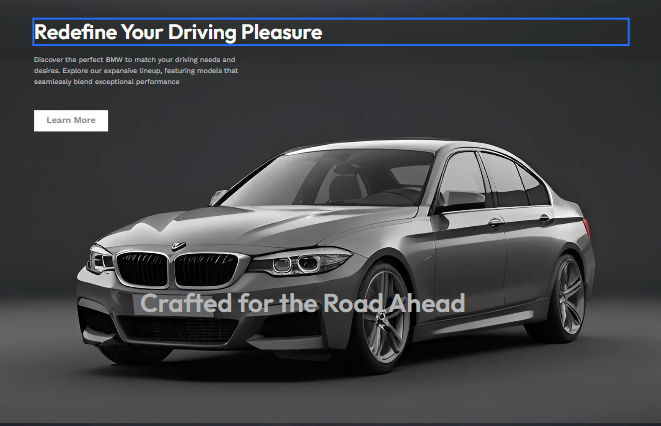 Redefine Your Driving Pleasure
Discover the perfect BMW to match your driving needs and
desires. Explore our expansive lineup, featuring models that
seamlessly blend exceptional performance
Learn More
Crafted for the Road Ahead